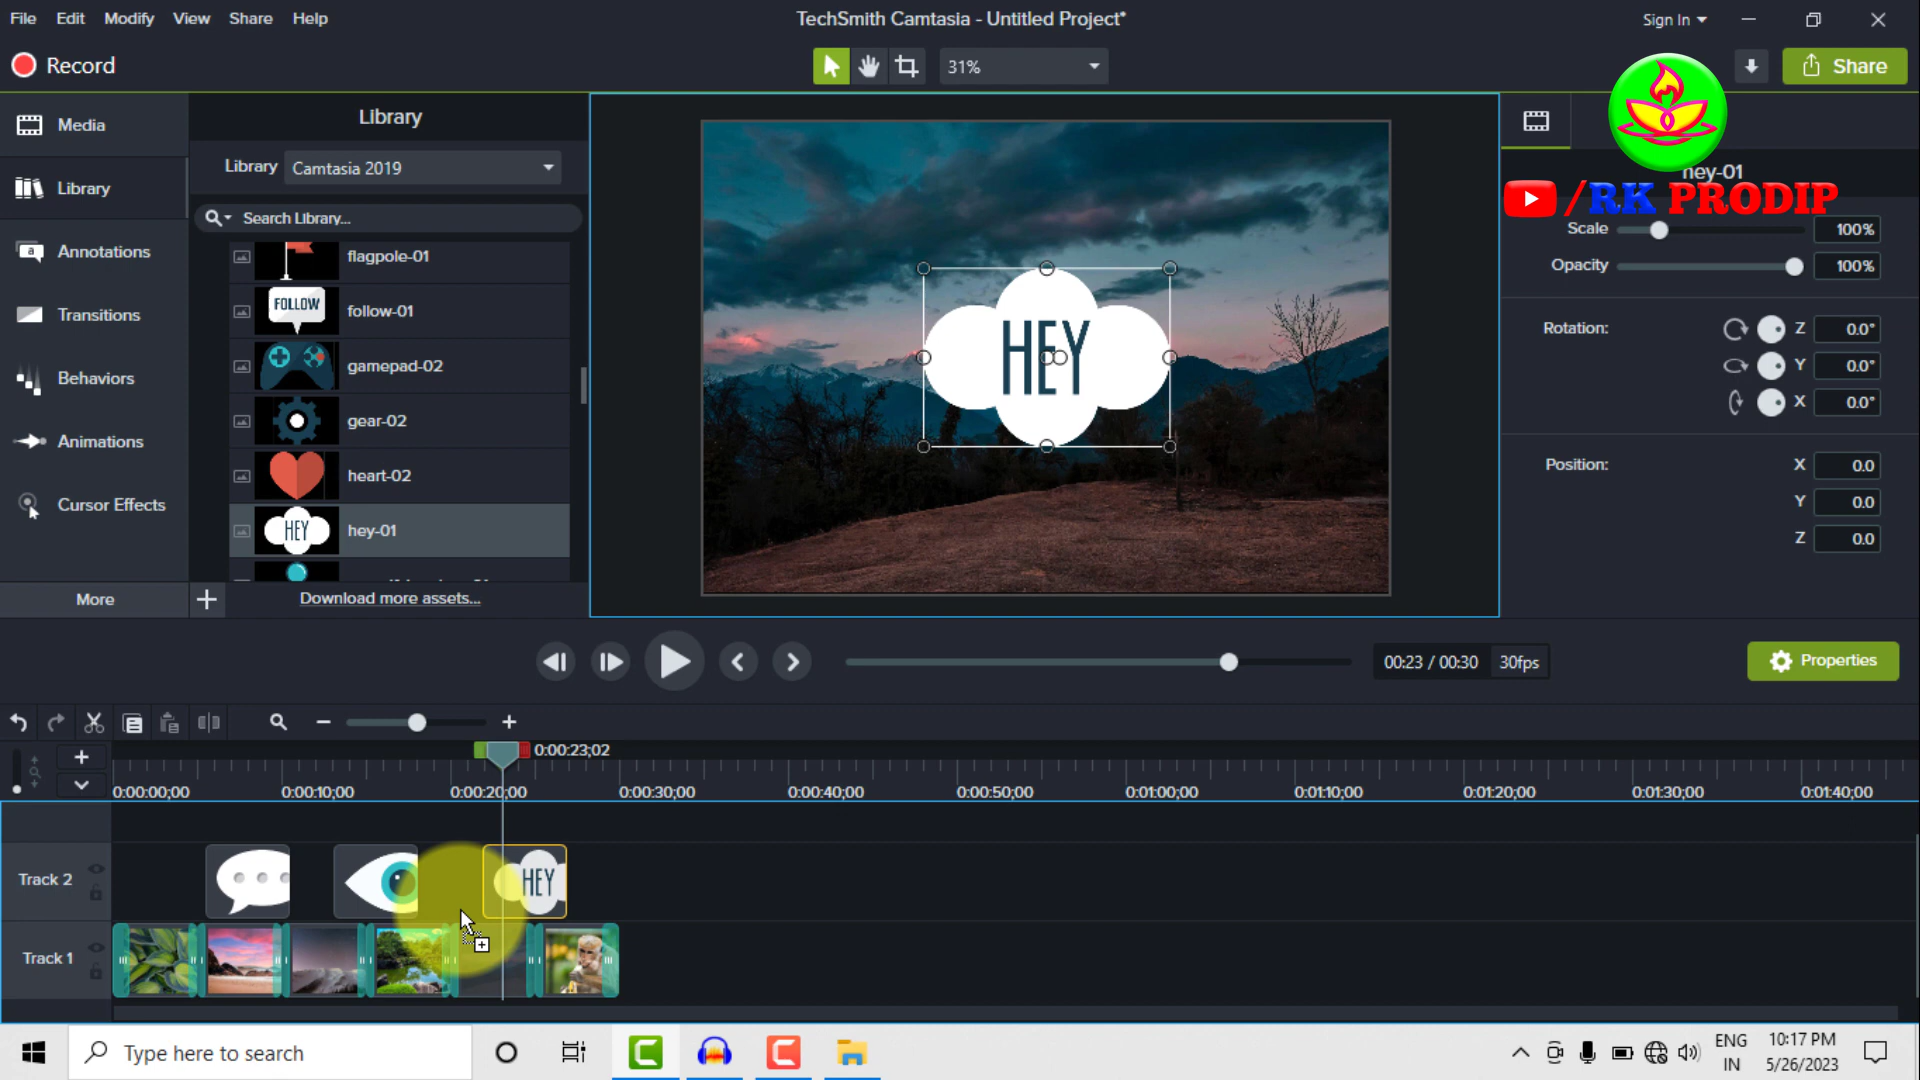 File Edit Modify View Share Help
TechSmith Camtasia - Untitled Project*
Sign In
Record
31%
Share
Media
Library
Annotations
Transitions
Behaviors
Animations
Cursor Effects
More
Library
Library Camtasia 2019
Search Library...
flagpole-01
FOLLOW follow-01
gamepad-02
gear-02
heart-02
HEY hey-01
Download more assets...
HEY
hey-01
/RK PRODIP
Scale 100%
Opacity 100%
Rotation: Z 0.0°
Y 0.0°
X 0.0°
Position: X 0.0
Y 0.0
Z 0.0
00:23 / 00:30 30fps
Properties
0:00:23;02
0:00:00;00 0:00:10;00 0:00:20;00 0:00:30;00 0:00:40;00 0:00:50;00 0:01:00;00 0:01:10;00 0:01:20;00 0:01:30;00 0:01:40;00
Track 2
HEY
Track 1
Type here to search
ENG
IN
10:17 PM
5/26/2023